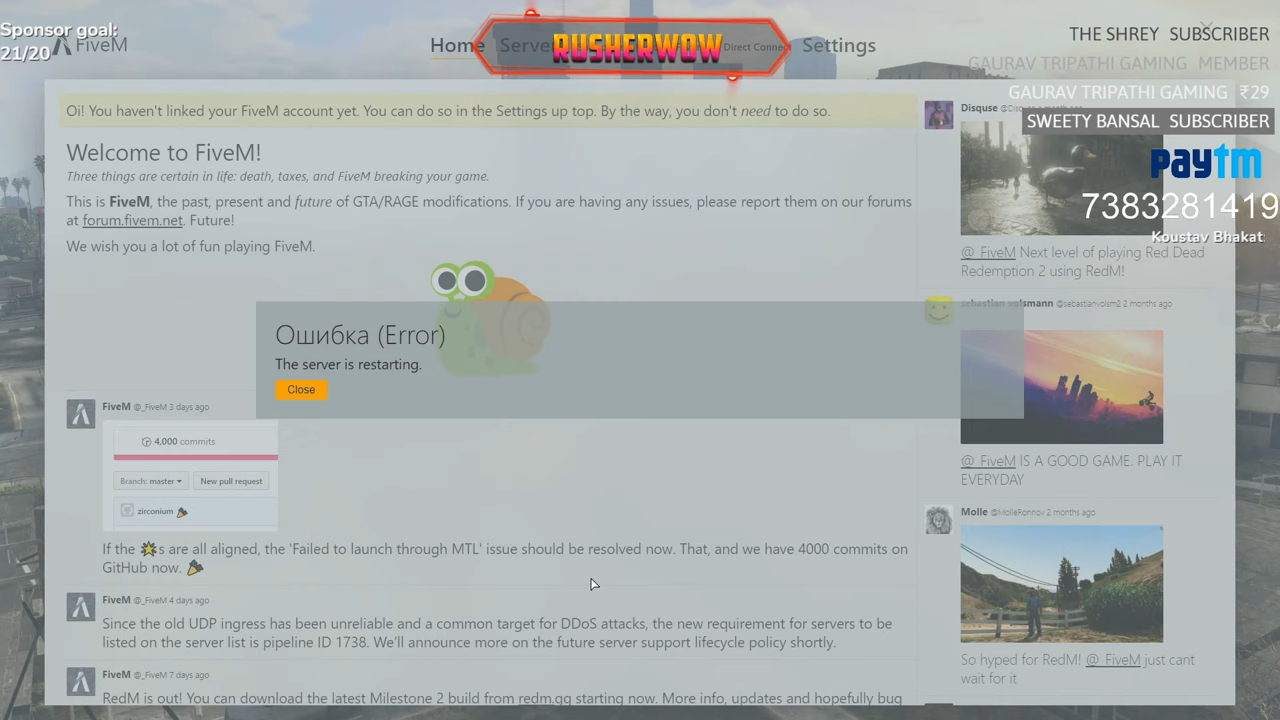 Sponsor goal:
21/20
FiveM
Home
RUSHERWOW
Direct Connect
Settings
THE SHREY SUBSCRIBER
GAURAV TRIPATHI GAMING MEMBER
GAURAV TRIPATHI GAMING ₹29
SWEETY BANSAL SUBSCRIBER
paytm
7383281419
Koustav Bhakat:
Oi! You haven't linked your FiveM account yet. You can do so in the Settings up top. By the way, you don't need to do so.
Welcome to FiveM!
Three things are certain in life: death, taxes, and FiveM breaking your game.
This is FiveM, the past, present and future of GTA/RAGE modifications. If you are having any issues, please report them on our forums
at forum.fivem.net. Future!
We wish you a lot of fun playing FiveM.
Ошибка (Error)
The server is restarting.
Close
FiveM @_FiveM 3 days ago
4,000 commits
Branch: master
New pull request
zirconium
If the s are all aligned, the 'Failed to launch through MTL' issue should be resolved now. That, and we have 4000 commits on
GitHub now.
FiveM @_FiveM 4 days ago
Since the old UDP ingress has been unreliable and a common target for DDoS attacks, the new requirement for servers to be
listed on the server list is pipeline ID 1738. We'll announce more on the future server support lifecycle policy shortly.
FiveM @_FiveM 7 days ago
RedM is out! You can download the latest Milestone 2 build from redm.gg starting now. More info, updates and hopefully bug
Disquse
@_FiveM Next level of playing Red Dead
Redemption 2 using RedM!
2 months ago
@_FiveM IS A GOOD GAME. PLAY IT
EVERYDAY
Molle @MolleRonnov 2 months ago
So hyped for RedM! @_FiveM just cant
wait for it